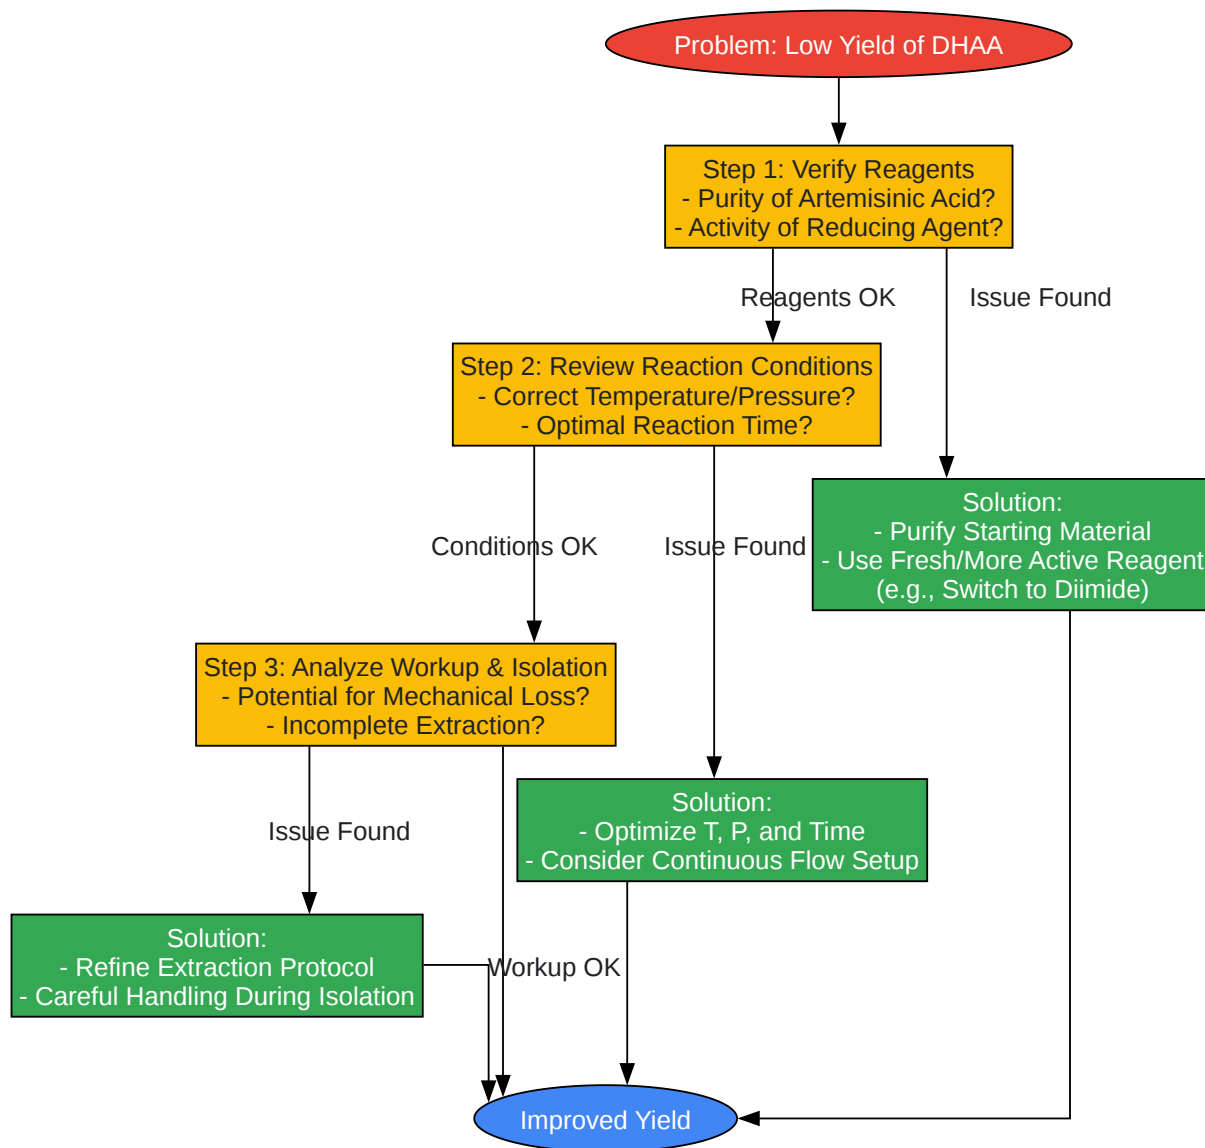 Problem: Low Yield of DHAA
Step 1: Verify Reagents
- Purity of Artemisinic Acid?
- Activity of Reducing Agent?
Reagents OK
Issue Found
Step 2: Review Reaction Conditions
- Correct Temperature/Pressure?
- Optimal Reaction Time?
Solution:
- Purify Starting Material
- Use Fresh/More Active Reagent
(e.g., Switch to Diimide)
Conditions OK
Issue Found
Step 3: Analyze Workup & Isolation
- Potential for Mechanical Loss?
- Incomplete Extraction?
Solution:
- Optimize T, P, and Time
- Consider Continuous Flow Setup
Issue Found
Solution:
- Refine Extraction Protocol
- Careful Handling During Isolation
Workup OK
Improved Yield